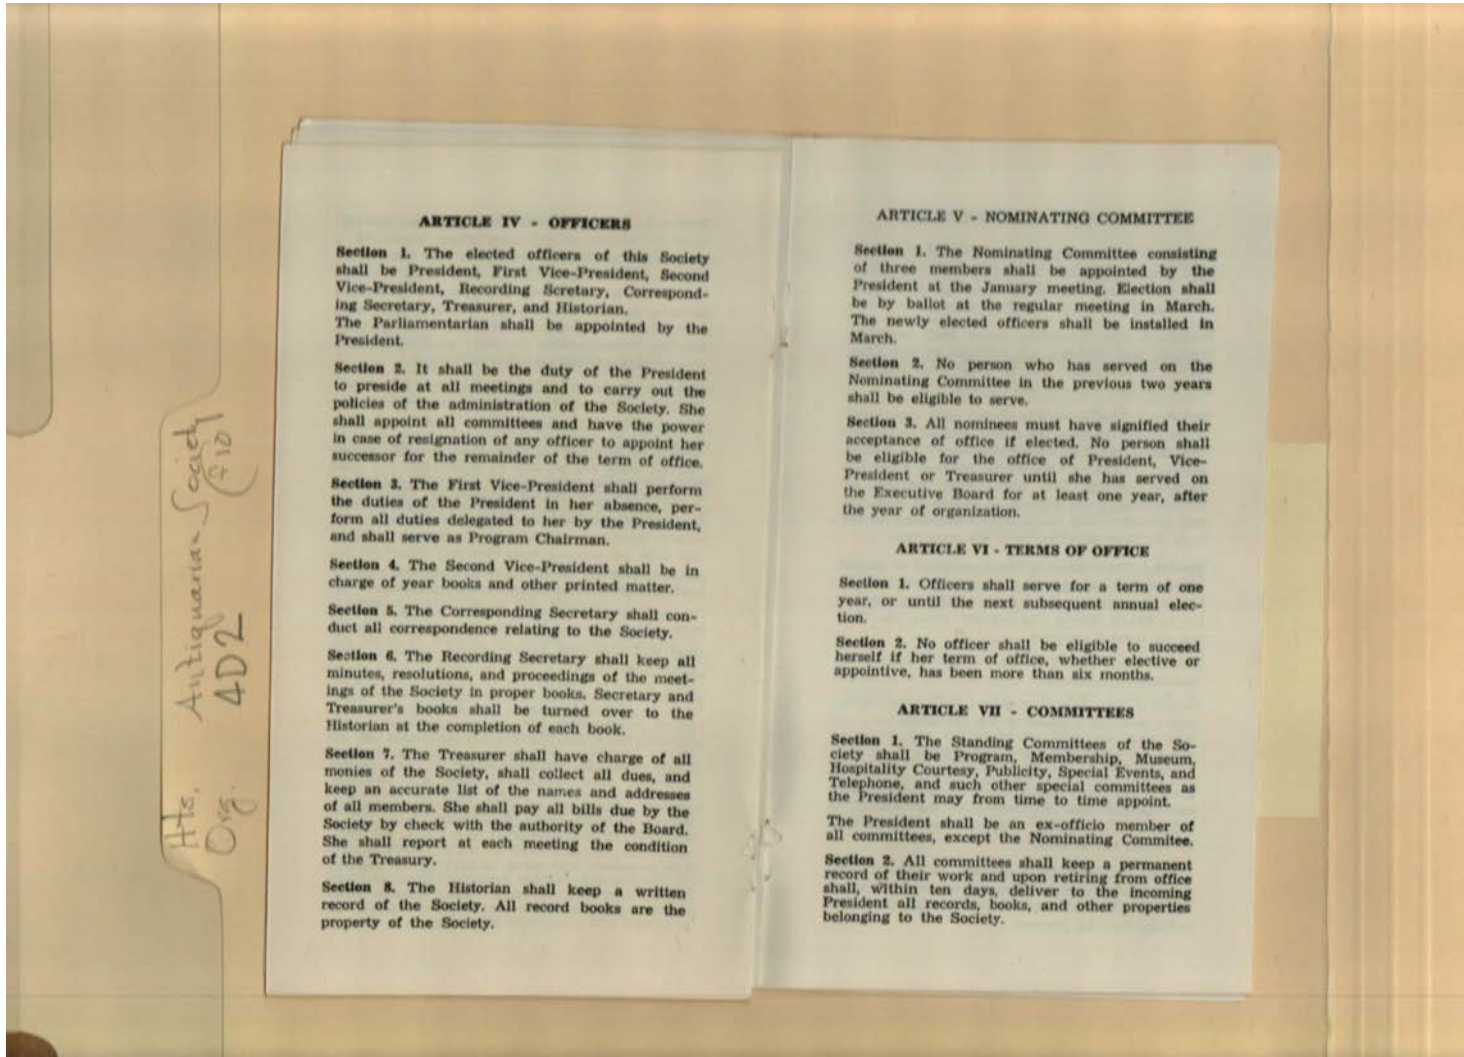 Hts. Antiquarian Society
Org. 4D2 (F10)
ARTICLE IV - OFFICERS
Section 1. The elected officers of this Society
shall be President, First Vice-President, Second
Vice-President, Recording Scretary, Correspond-
ing Secretary, Treasurer, and Historian.
The Parliamentarian shall be appointed by the
President.
Section 2. It shall be the duty of the President
to preside at all meetings and to carry out the
policies of the administration of the Society. She
shall appoint all committees and have the power
in case of resignation of any officer to appoint her
successor for the remainder of the term of office.
Section 3. The First Vice-President shall perform
the duties of the President in her absence, per-
form all duties delegated to her by the President,
and shall serve as Program Chairman.
Section 4. The Second Vice-President shall be in
charge of year books and other printed matter.
Section 5. The Corresponding Secretary shall con-
duct all correspondence relating to the Society.
Section 6. The Recording Secretary shall keep all
minutes, resolutions, and proceedings of the meet-
ings of the Society in proper books. Secretary and
Treasurer's books shall be turned over to the
Historian at the completion of each book.
Section 7. The Treasurer shall have charge of all
monies of the Society, shall collect all dues, and
keep an accurate list of the names and addresses
of all members. She shall pay all bills due by the
Society by check with the authority of the Board.
She shall report at each meeting the condition
of the Treasury.
Section 8. The Historian shall keep a written
record of the Society. All record books are the
property of the Society.
ARTICLE V - NOMINATING COMMITTEE
Section 1. The Nominating Committee consisting
of three members shall be appointed by the
President at the January meeting. Election shall
be by ballot at the regular meeting in March.
The newly elected officers shall be installed in
March.
Section 2. No person who has served on the
Nominating Committee in the previous two years
shall be eligible to serve.
Section 3. All nominees must have signified their
acceptance of office if elected. No person shall
be eligible for the office of President, Vice-
President or Treasurer until she has served on
the Executive Board for at least one year, after
the year of organization.
ARTICLE VI - TERMS OF OFFICE
Section 1. Officers shall serve for a term of one
year, or until the next subsequent annual elec-
tion.
Section 2. No officer shall be eligible to succeed
herself if her term of office, whether elective or
appointive, has been more than six months.
ARTICLE VII - COMMITTEES
Section 1. The Standing Committees of the So-
ciety shall be Program, Membership, Museum,
Hospitality Courtesy, Publicity, Special Events, and
Telephone, and such other special committees as
the President may from time to time appoint.
The President shall be an ex-officio member of
all committees, except the Nominating Commitee.
Section 2. All committees shall keep a permanent
record of their work and upon retiring from office
shall, within ten days, deliver to the incoming
President all records, books, and other properties
belonging to the Society.